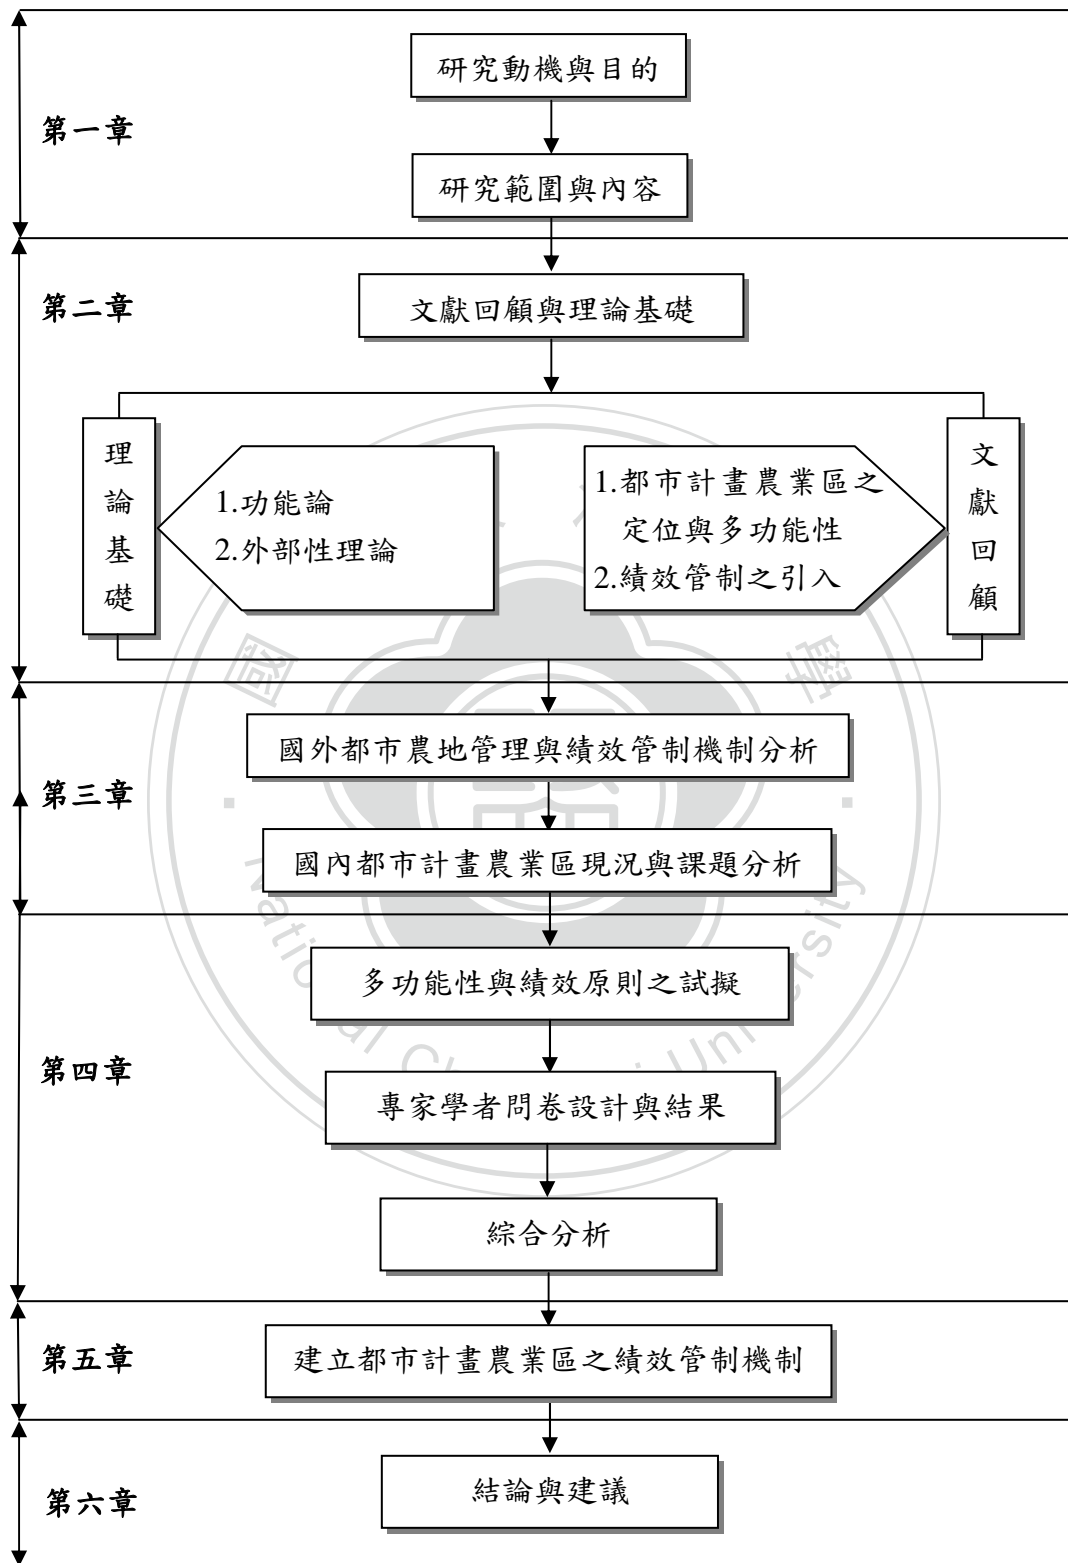 第一章
研究動機與目的
研究範圍與內容
第二章
文獻回顧與理論基礎
理論基礎
1.功能論
2.外部性理論
1.都市計畫農業區之
定位與多功能性
2.績效管制之引入
文獻回顧
第三章
國外都市農地管理與績效管制機制分析
國內都市計畫農業區現況與課題分析
第四章
多功能性與績效原則之試擬
專家學者問卷設計與結果
綜合分析
第五章
建立都市計畫農業區之績效管制機制
第六章
結論與建議
國
學
University